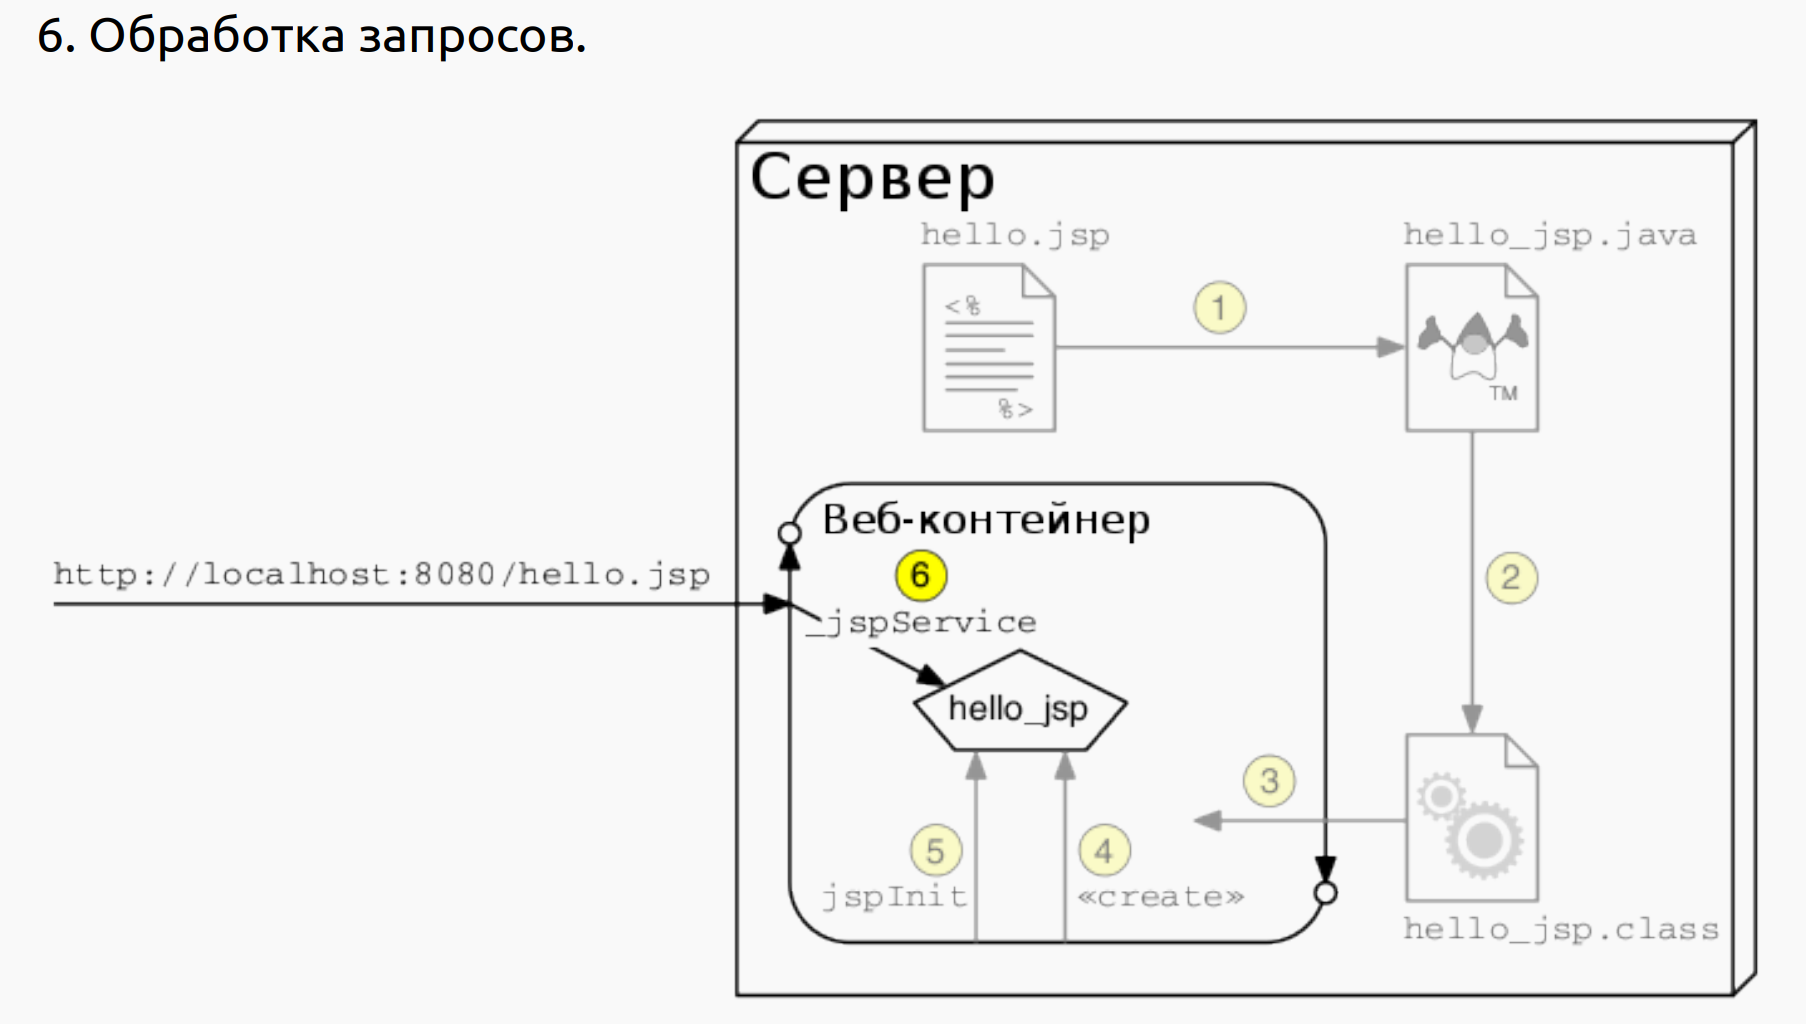 6. Обработка запросов.
Сервер
hello.jsp
hello_jsp.java
<%
%>
1
TM
Веб-контейнер
http://localhost:8080/hello.jsp
6
2
_jspService
hello_jsp
3
5
4
jspInit
«create»
hello_jsp.class